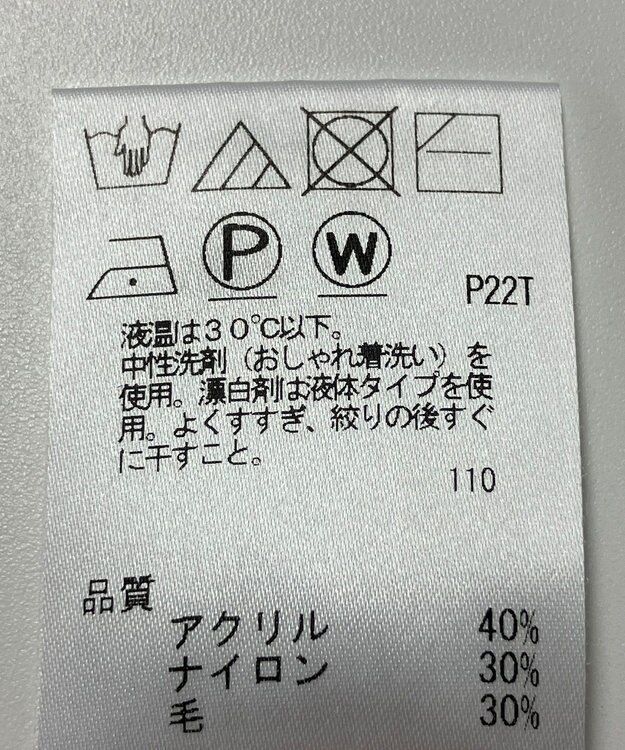 P W
P22T
液温は30℃以下。
中性洗剤（おしゃれ着洗い）を
使用。漂白剤は液体タイプを使
用。よくすすぎ、絞りの後すぐ
に干すこと。
110
品質
アクリル 40%
ナイロン 30%
毛 30%